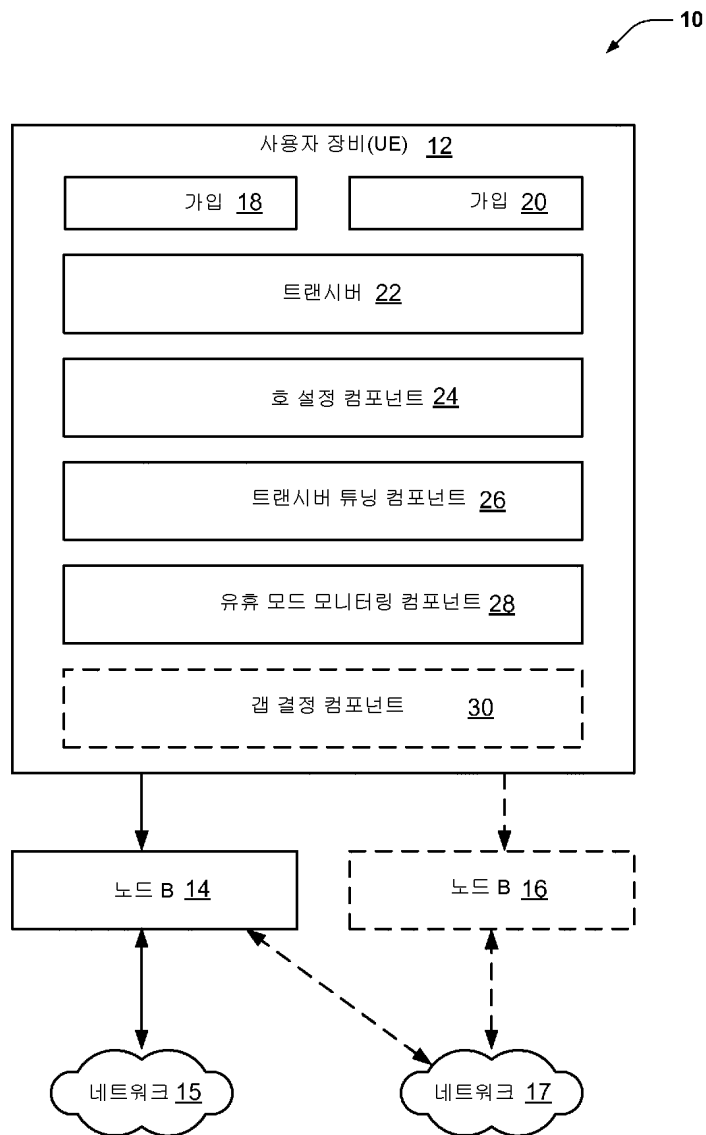 10
사용자 장비(UE) 12
가입 18
가입 20
트랜시버 22
호 설정 컴포넌트 24
트랜시버 튜닝 컴포넌트 26
유휴 모드 모니터링 컴포넌트 28
갭 결정 컴포넌트 30
노드 B 14
노드 B 16
네트워크 15
네트워크 17